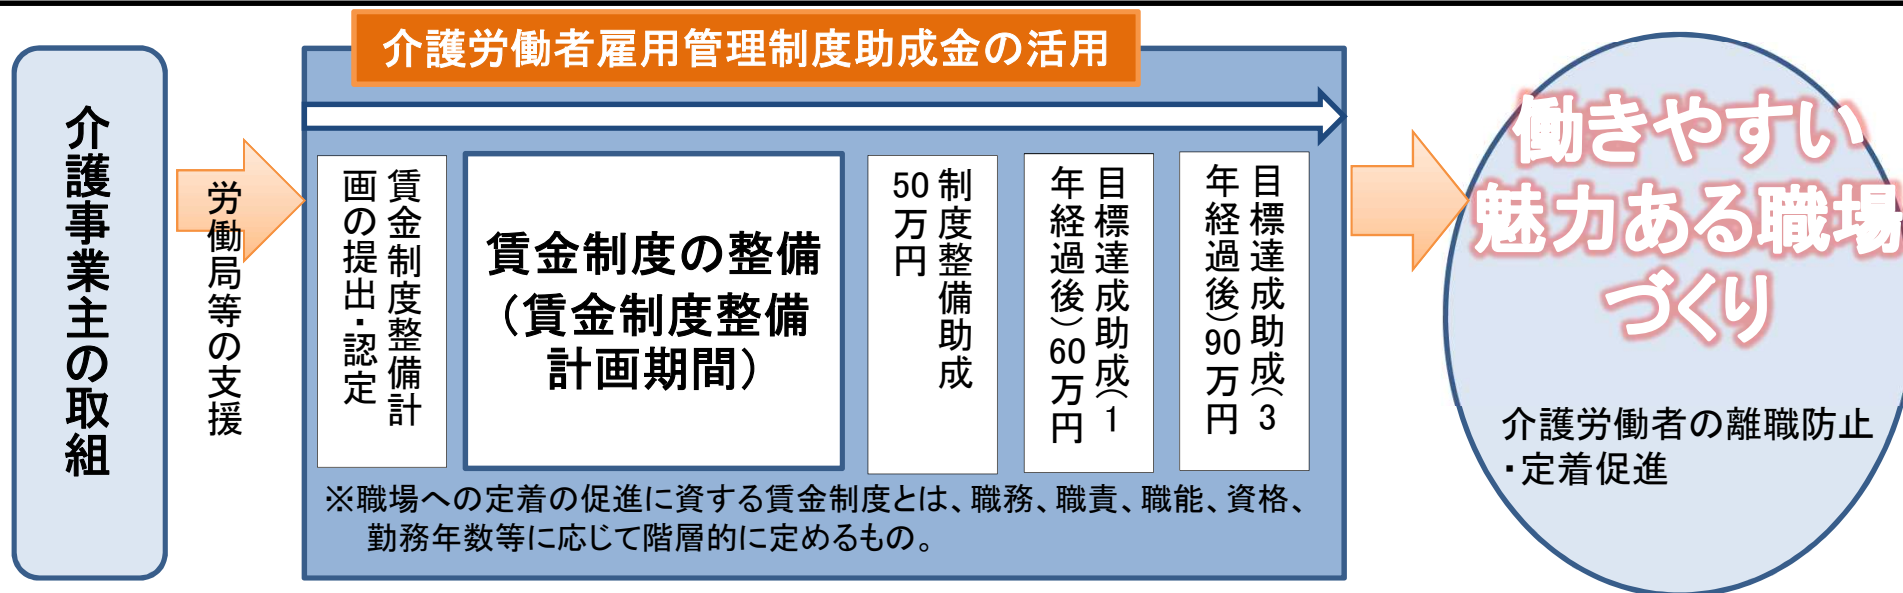 介護労働者雇用管理制度助成金の活用
介護事業主の取組
労働局等の支援
賃金制度整備計
画の提出・認定
賃金制度の整備
（賃金制度整備
計画期間）
制度整備助成
50万円
目標達成助成（1
年経過後）60万円
目標達成助成（3
年経過後）90万円
※職場への定着の促進に資する賃金制度とは、職務、職責、職能、資格、
勤務年数等に応じて階層的に定めるもの。
働きやすい
魅力ある職場
づくり
介護労働者の離職防止
・定着促進